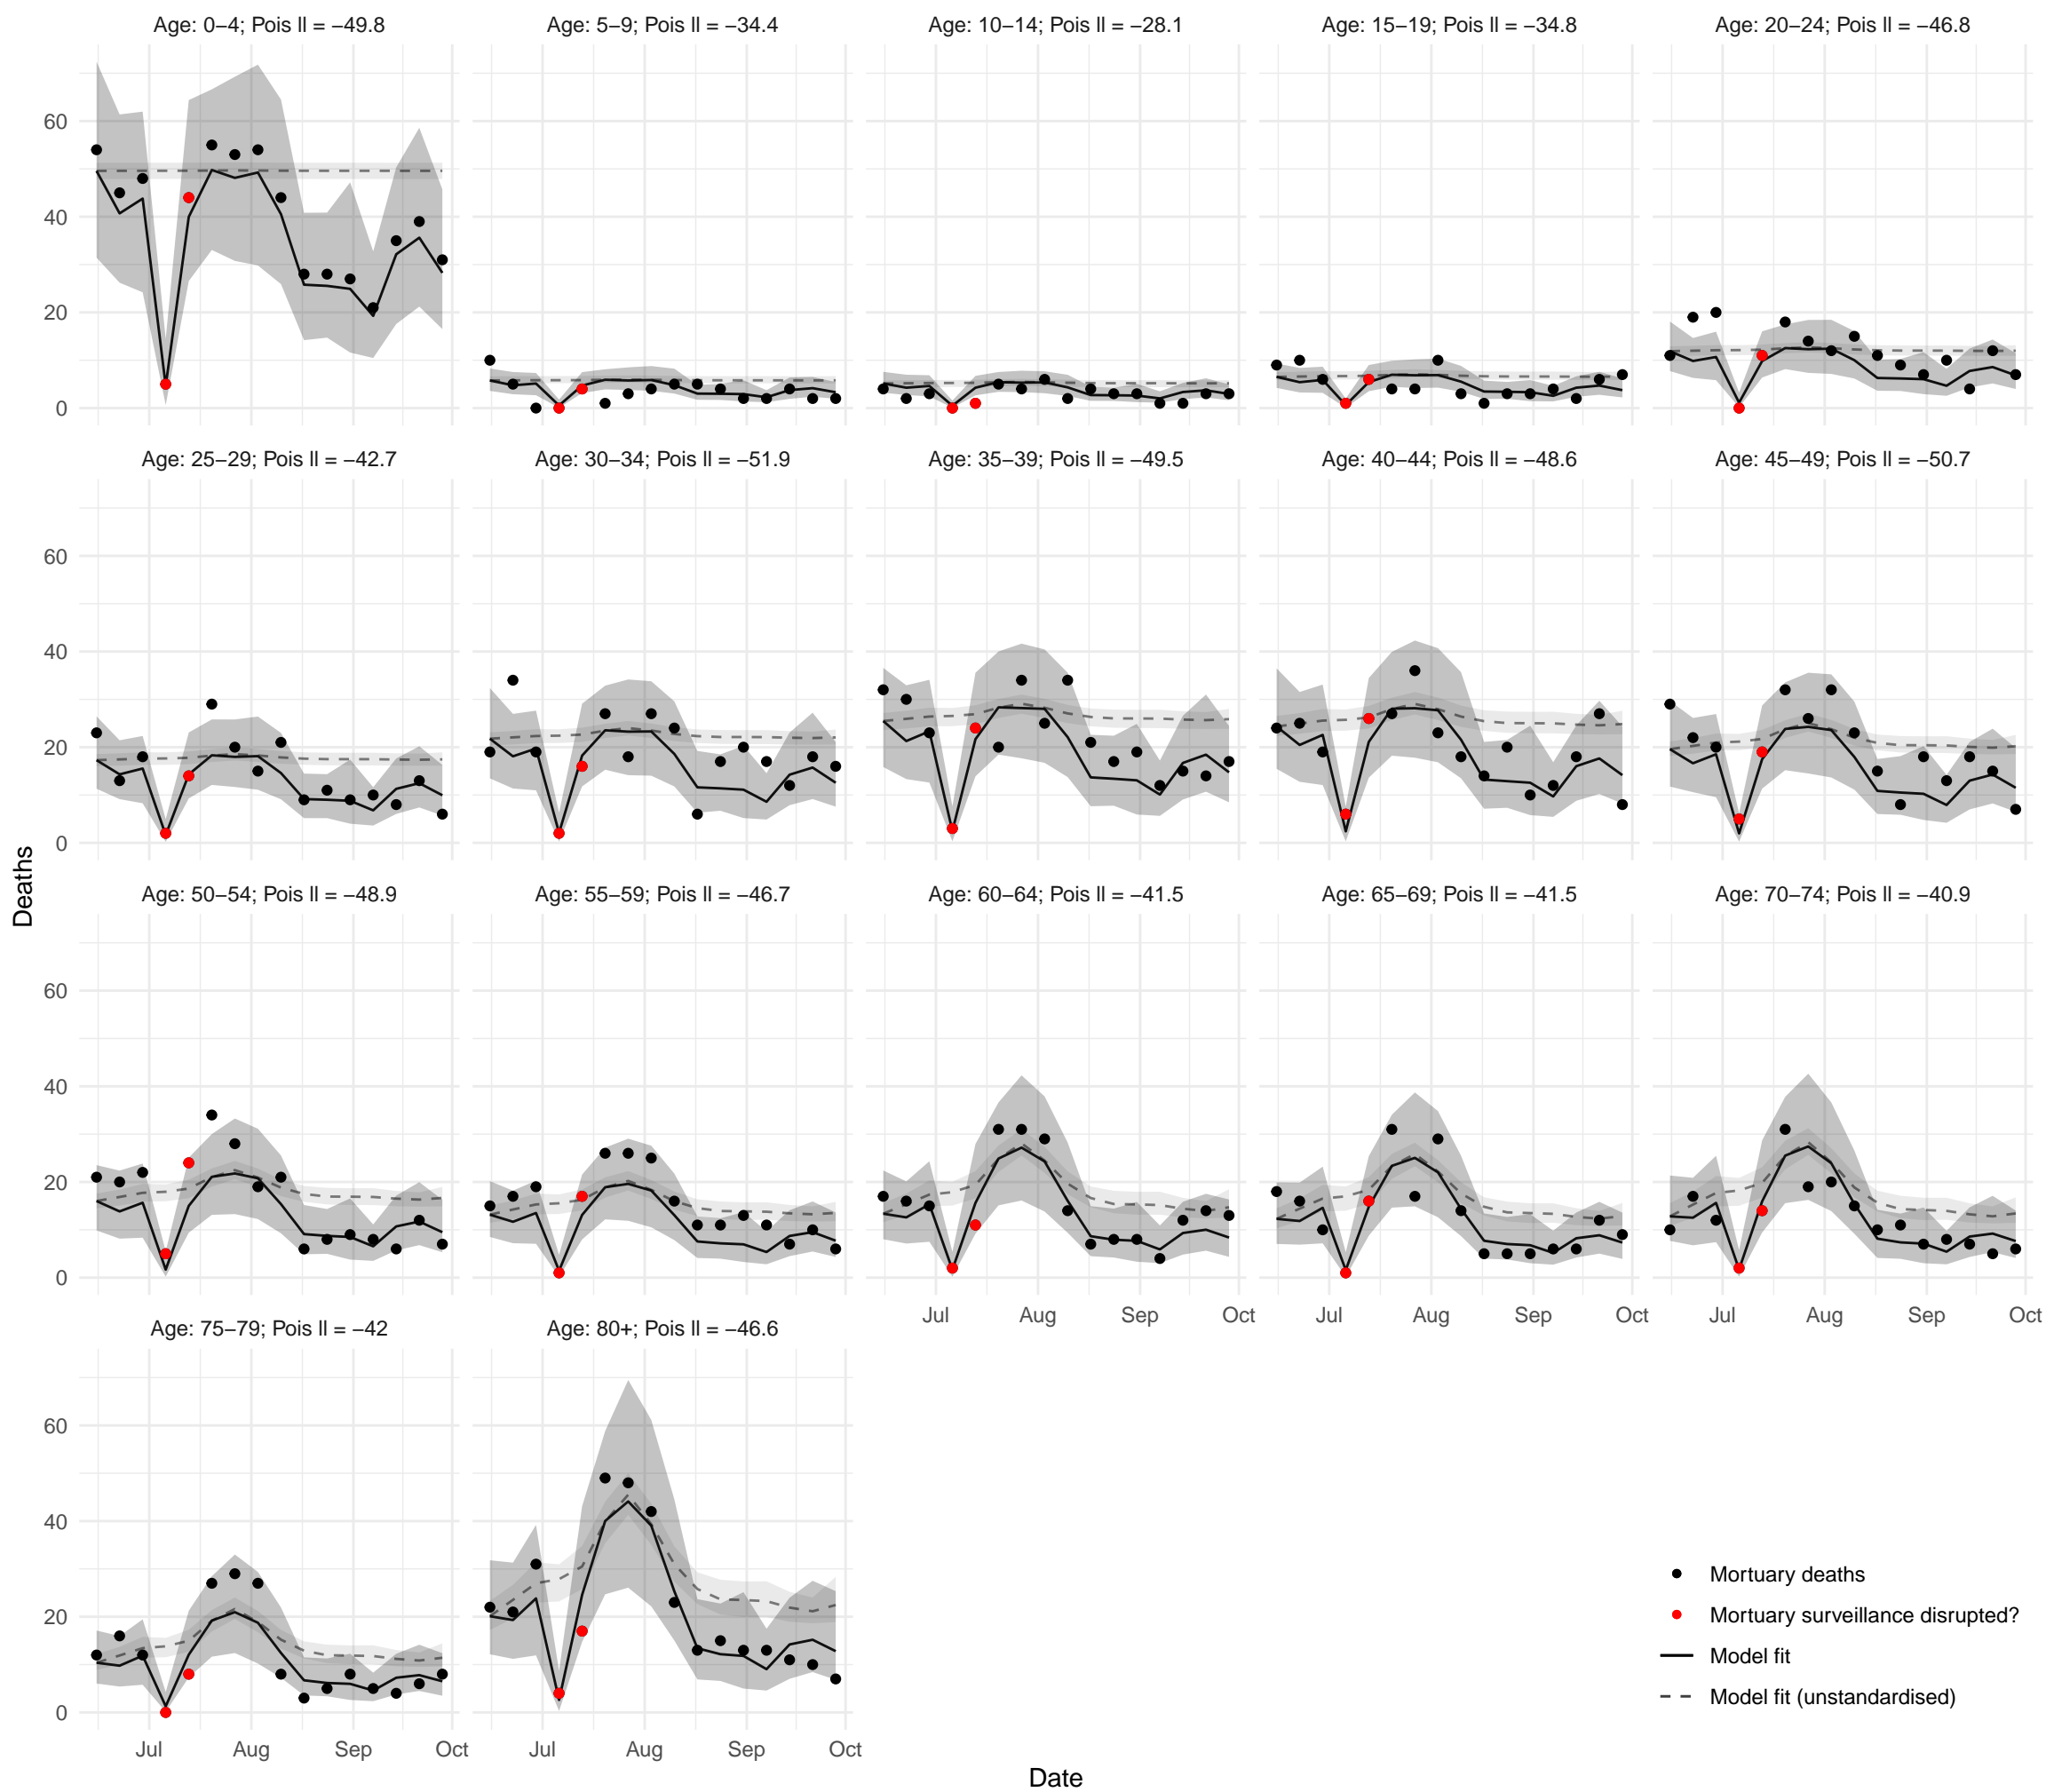 Age: 0−4; Pois ll = −49.8
Age: 5−9; Pois ll = −34.4
Age: 10−14; Pois ll = −28.1
Age: 15−19; Pois ll = −34.8
Age: 20−24; Pois ll = −46.8
60
40
20
0
Age: 25−29; Pois ll = −42.7
Age: 30−34; Pois ll = −51.9
Age: 35−39; Pois ll = −49.5
Age: 40−44; Pois ll = −48.6
Age: 45−49; Pois ll = −50.7
60
40
20
0
Deaths
Age: 50−54; Pois ll = −48.9
Age: 55−59; Pois ll = −46.7
Age: 60−64; Pois ll = −41.5
Age: 65−69; Pois ll = −41.5
Age: 70−74; Pois ll = −40.9
60
40
20
0
Jul Aug Sep Oct
Jul Aug Sep Oct
Jul Aug Sep Oct
Age: 75−79; Pois ll = −42
Age: 80+; Pois ll = −46.6
60
40
20
0
Jul Aug Sep Oct
Jul Aug Sep Oct
Mortuary deaths
Mortuary surveillance disrupted?
Model fit
Model fit (unstandardised)
Date